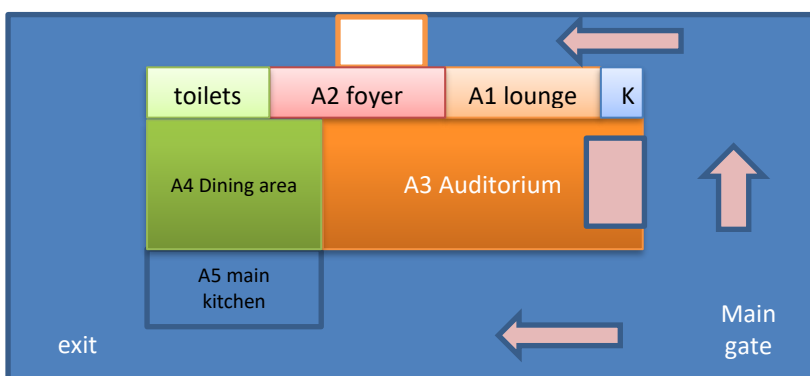 toilets
A2 foyer
A1 lounge
K
A4 Dining area
A3 Auditorium
A5 main
kitchen
exit
Main
gate